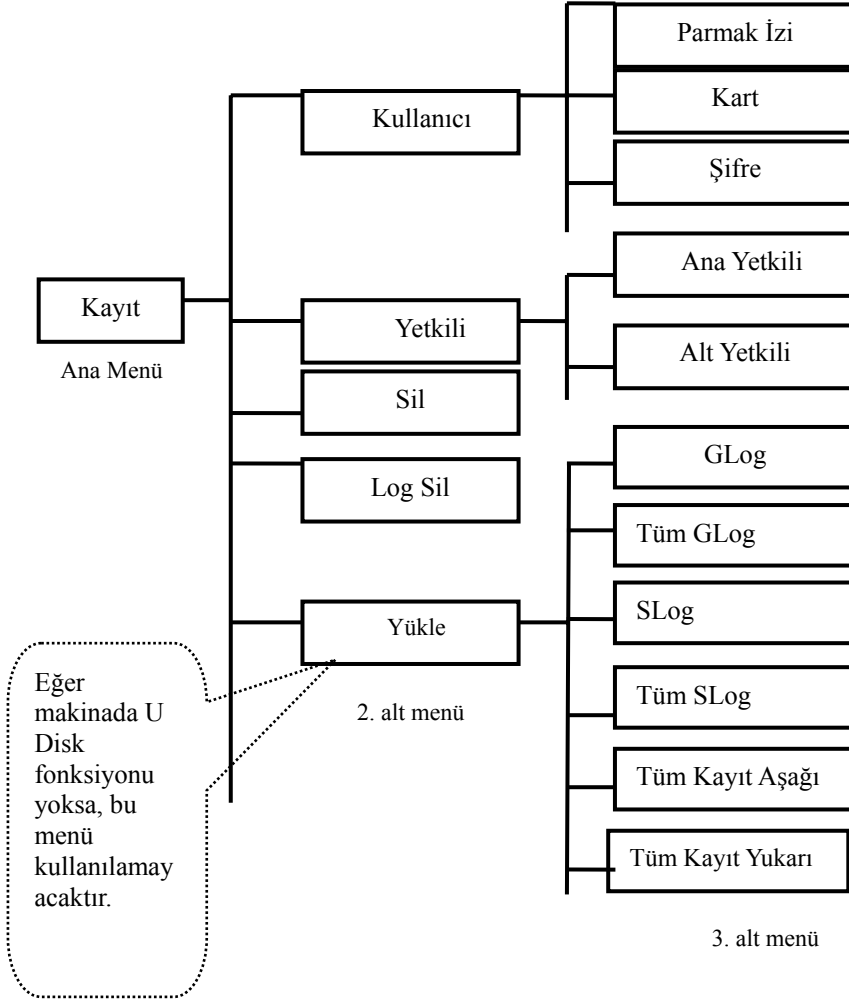 Parmak İzi
Kart
Kullanıcı
Şifre
Ana Yetkili
Kayıt
Yetkili
Alt Yetkili
Ana Menü
Sil
GLog
Log Sil
Tüm GLog
SLog
Yükle
Eğer
makinada U
Disk
fonksiyonu
yoksa, bu
menü
kullanılamay
acaktır.
2. alt menü
Tüm SLog
Tüm Kayıt Aşağı
Tüm Kayıt Yukarı
3. alt menü